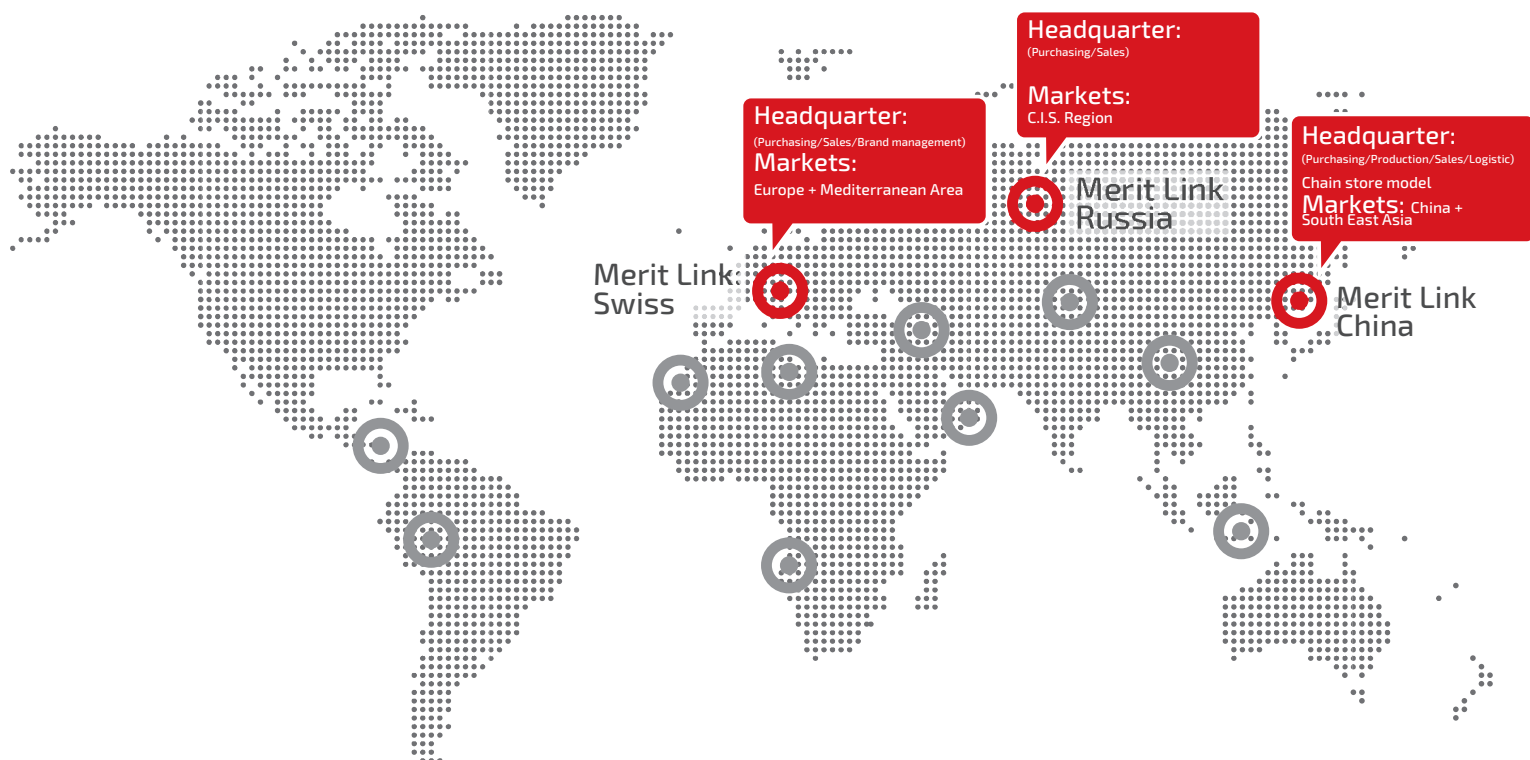 Headquarter:
(Purchasing/Sales)
Markets:
C.I.S. Region
Headquarter:
(Purchasing/Sales/Brand management)
Markets:
Europe + Mediterranean Area
Headquarter:
(Purchasing/Production/Sales/Logistic)
Chain store model
Markets: China +
South East Asia
Merit Link
Russia
Merit Link
Swiss
Merit Link
China